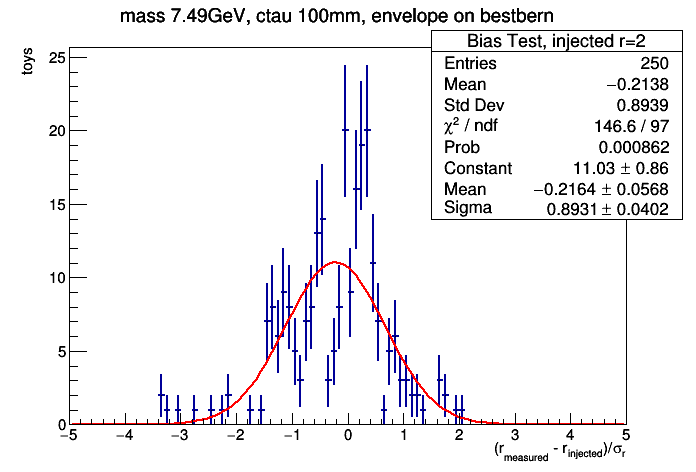 mass 7.49GeV, ctau 100mm, envelope on bestbern
Bias Test, injected r=2
Entries 250
Mean −0.2138
Std Dev 0.8939
χ² / ndf 146.6 / 97
Prob 0.000862
Constant 11.03 ± 0.86
Mean −0.2164 ± 0.0568
Sigma 0.8931 ± 0.0402
toys
25
20
15
10
5
0
−5 −4 −3 −2 −1 0 1 2 3 4 5
(r_measured - r_injected)/σ_r